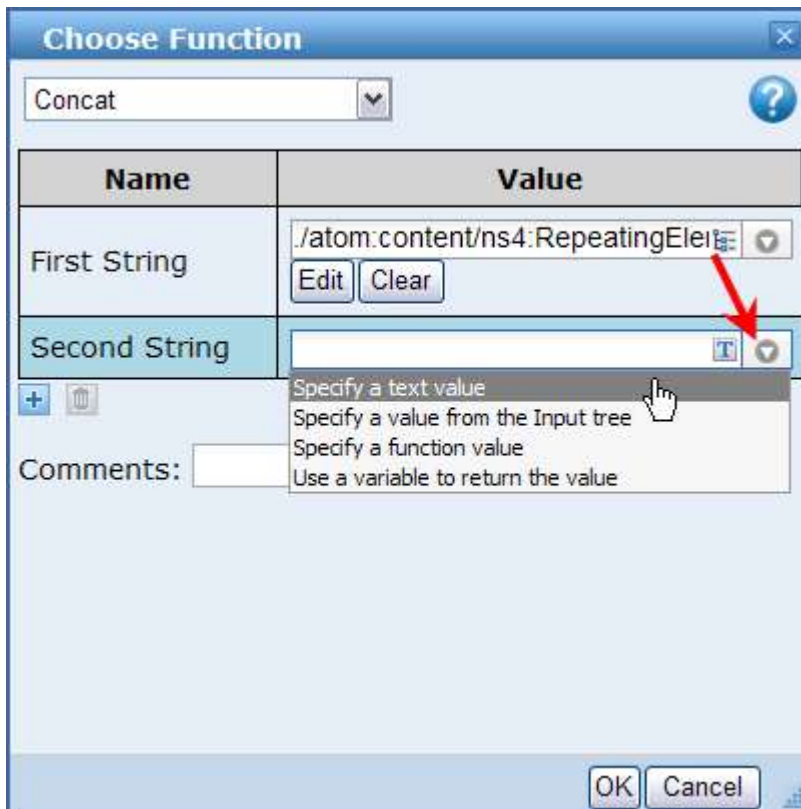 Choose Function
Concat
?
Name Value
First String ./atom:content/ns4:RepeatingEle
Edit Clear
Second String T
Specify a text value
Specify a value from the Input tree
Specify a function value
Use a variable to return the value
Comments:
OK Cancel